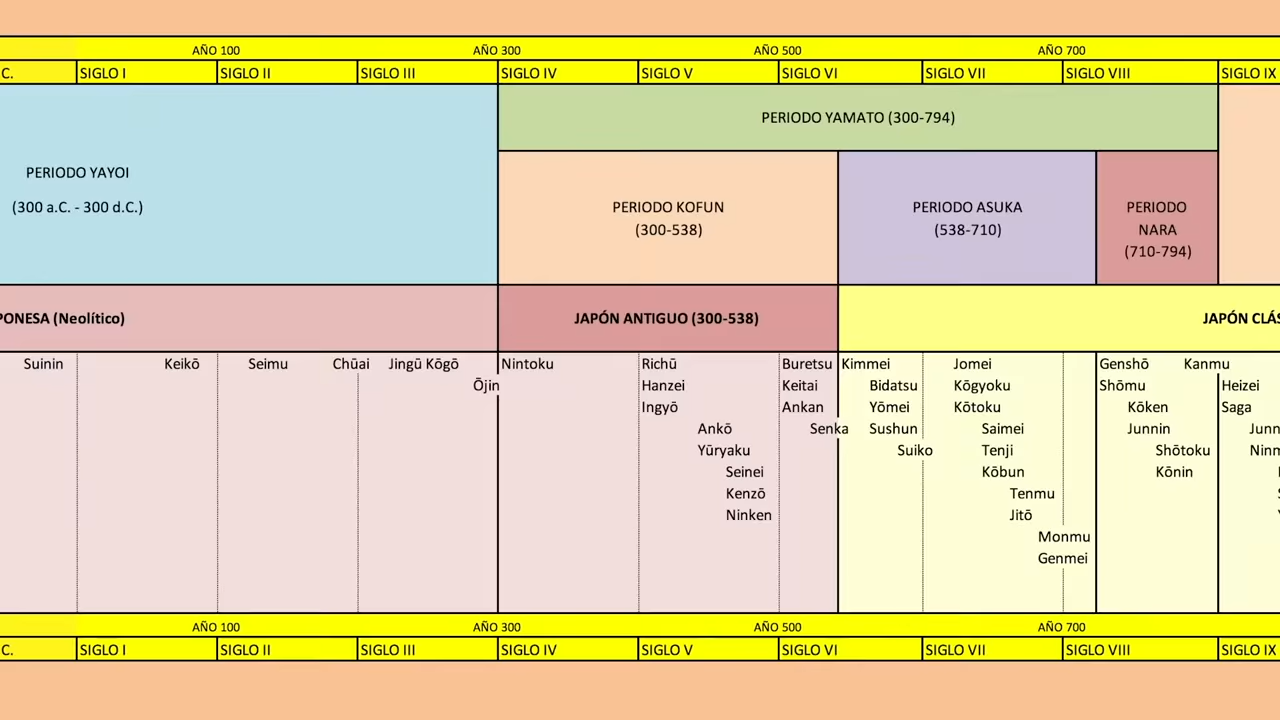 AÑO 100 AÑO 300 AÑO 500 AÑO 700
C. SIGLO I SIGLO II SIGLO III SIGLO IV SIGLO V SIGLO VI SIGLO VII SIGLO VIII SIGLO IX
PERIODO YAMATO (300-794)
PERIODO YAYOI
(300 a.C. - 300 d.C.)
PERIODO KOFUN
(300-538)
PERIODO ASUKA
(538-710)
PERIODO
NARA
(710-794)
PONESA (Neolítico) JAPÓN ANTIGUO (300-538) JAPÓN CLÁS
Suinin Keikō Seimu Chūai Jingū Kōgō Nintoku Richū Buretsu Kimmei Jomei Genshō Kanmu
Ōjin Hanzei Keitai Bidatsu Kōgyoku Shōmu Heizei
Ingyō Ankan Yōmei Kōtoku Kōken Saga
Ankō Senka Sushun Saimei Junnin Junn
Yūryaku Suiko Tenji Shōtoku Ninm
Seinei Kōbun Kōnin
Kenzō Tenmu
Ninken Jitō
Monmu
Genmei
AÑO 100 AÑO 300 AÑO 500 AÑO 700
C. SIGLO I SIGLO II SIGLO III SIGLO IV SIGLO V SIGLO VI SIGLO VII SIGLO VIII SIGLO IX